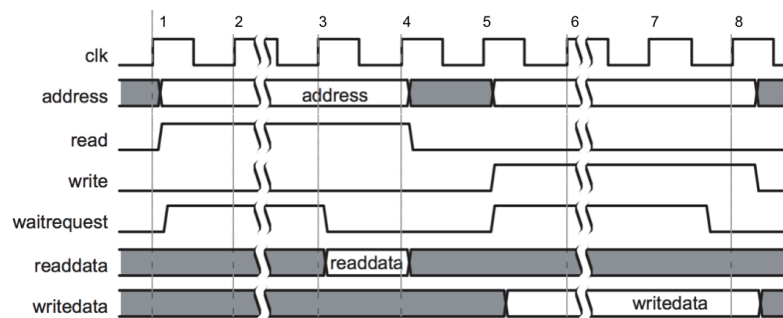 1 2 3 4 5 6 7 8
clk
address address
read
write
waitrequest
readdata readdata
writedata writedata